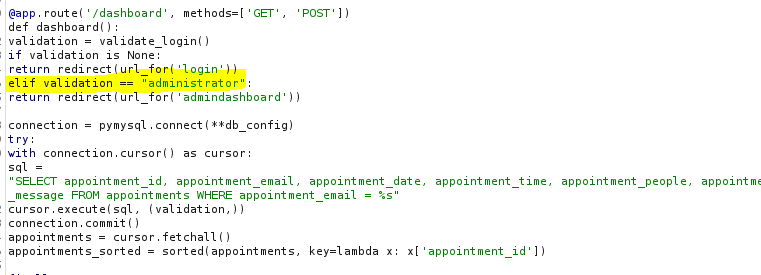 @app.route('/dashboard', methods=['GET', 'POST'])
def dashboard():
validation = validate_login()
if validation is None:
return redirect(url_for('login'))
elif validation == "administrator":
return redirect(url_for('admindashboard'))
connection = pymysql.connect(**db_config)
try:
with connection.cursor() as cursor:
sql =
"SELECT appointment_id, appointment_email, appointment_date, appointment_time, appointment_people, appointme
_message FROM appointments WHERE appointment_email = %s"
cursor.execute(sql, (validation,))
connection.commit()
appointments = cursor.fetchall()
appointments_sorted = sorted(appointments, key=lambda x: x['appointment_id'])